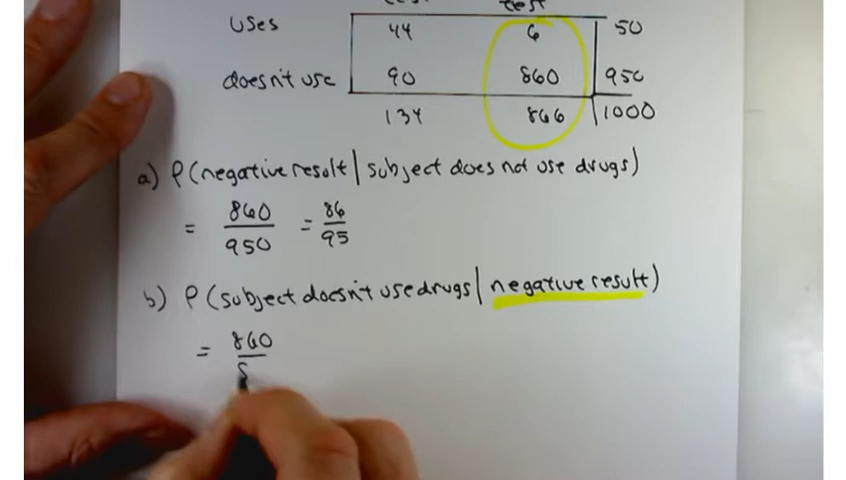 test
uses 44 6 50
doesn't use 90 860 950
134 866 1000
a) P(negative result | subject does not use drugs)
= 860/950 = 86/95
b) P(subject doesn't use drugs | negative result)
= 860/8